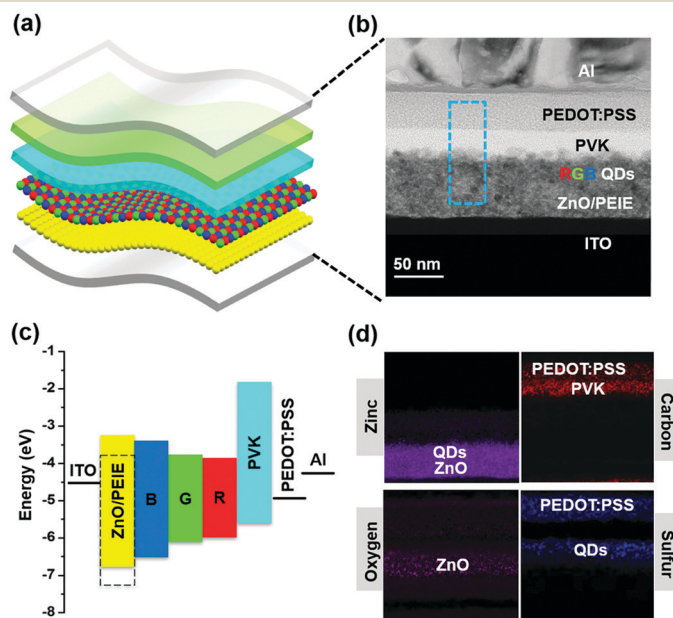 (a)
(b)
Al
PEDOT:PSS
PVK
RGB QDs
ZnO/PEIE
ITO
50 nm
(c)
-1
-2
-3
-4
-5
-6
-7
-8
Energy (eV)
ITO
ZnO/PEIE
B
G
R
PVK
PEDOT:PSS
Al
(d)
Zinc
QDs
ZnO
PEDOT:PSS
PVK
Carbon
Oxygen
ZnO
PEDOT:PSS
QDs
Sulfur